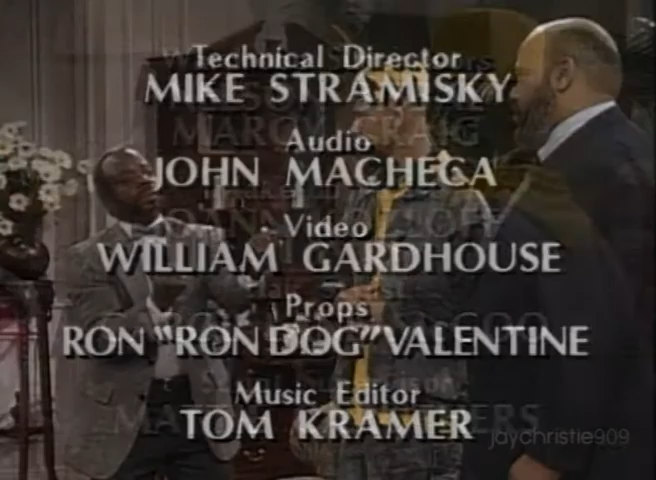 Technical Director
MIKE STRAMISKY
Audio
JOHN MACHEGA
Video
WILLIAM GARDHOUSE
Props
RON "RON DOG" VALENTINE
Music Editor
TOM KRAMER
jaychristie909